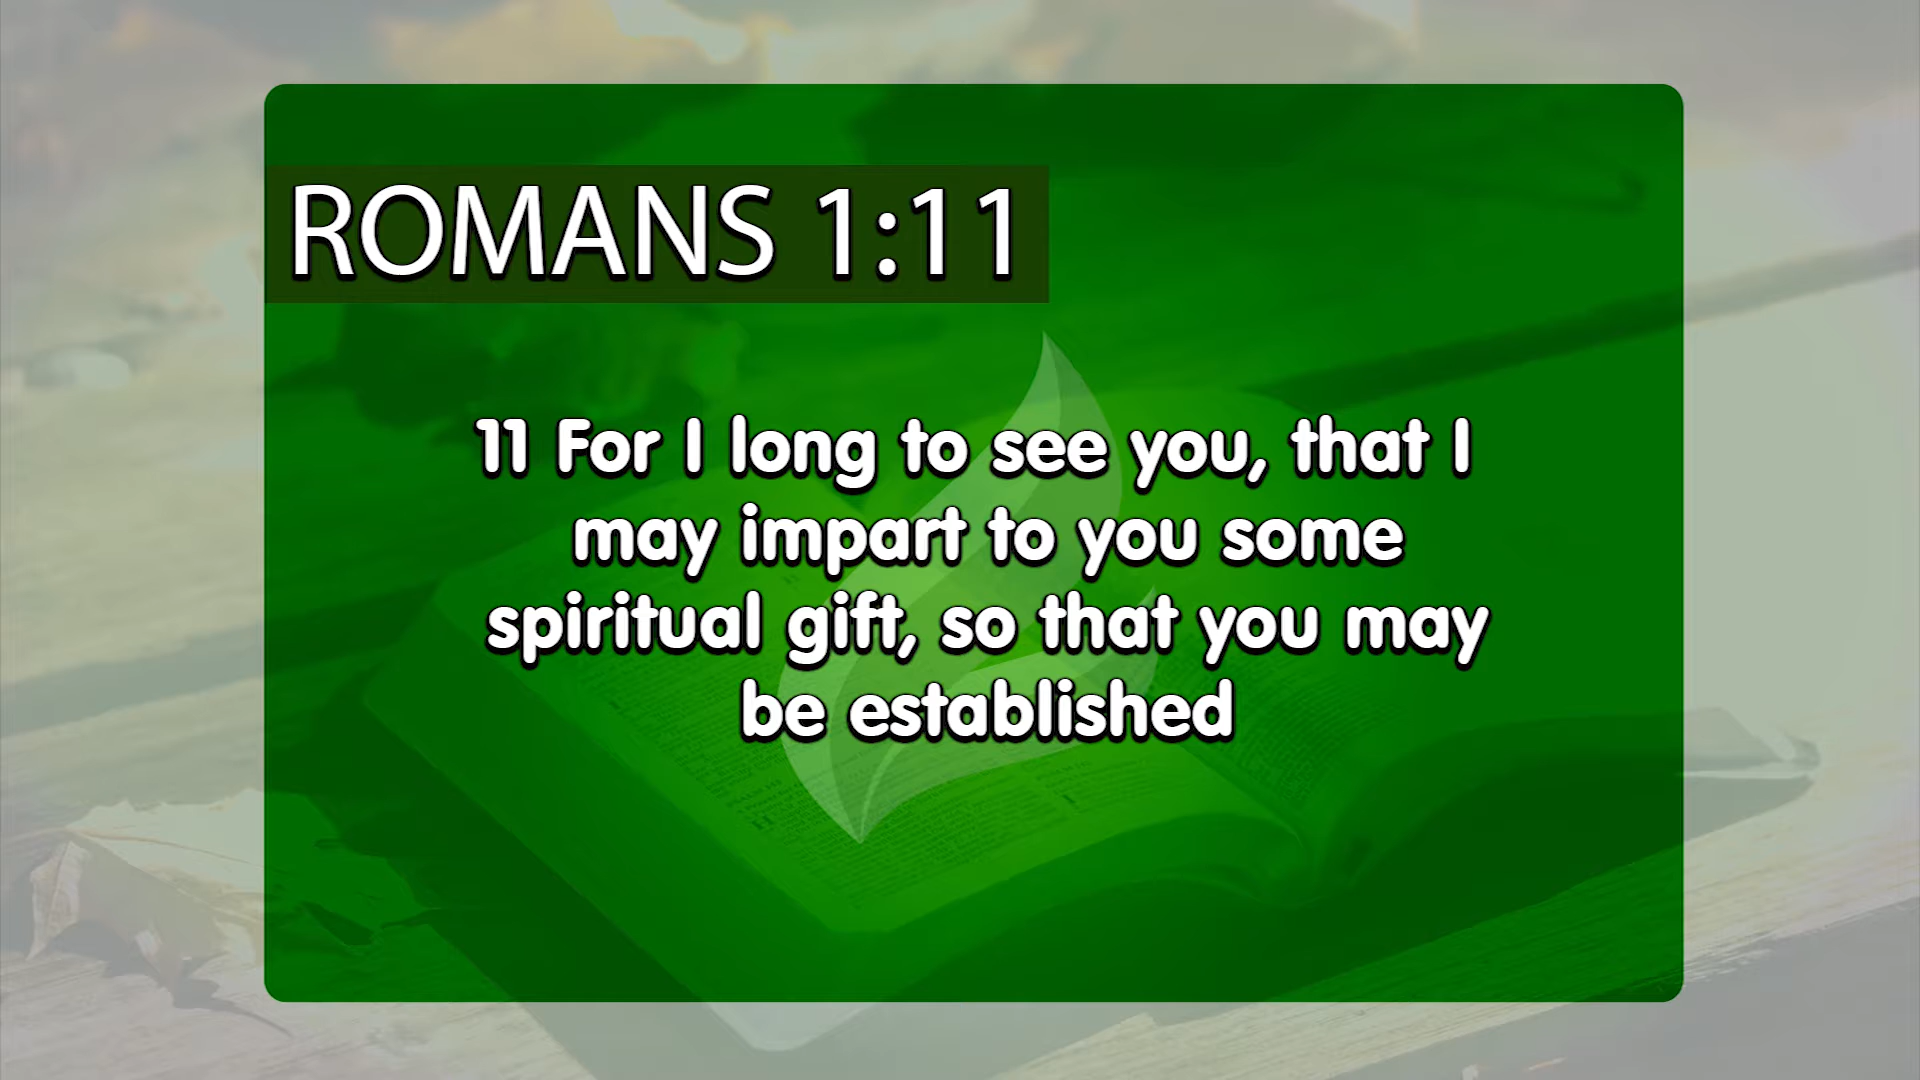 ROMANS 1:11
11 For I long to see you, that I
may impart to you some
spiritual gift, so that you may
be established